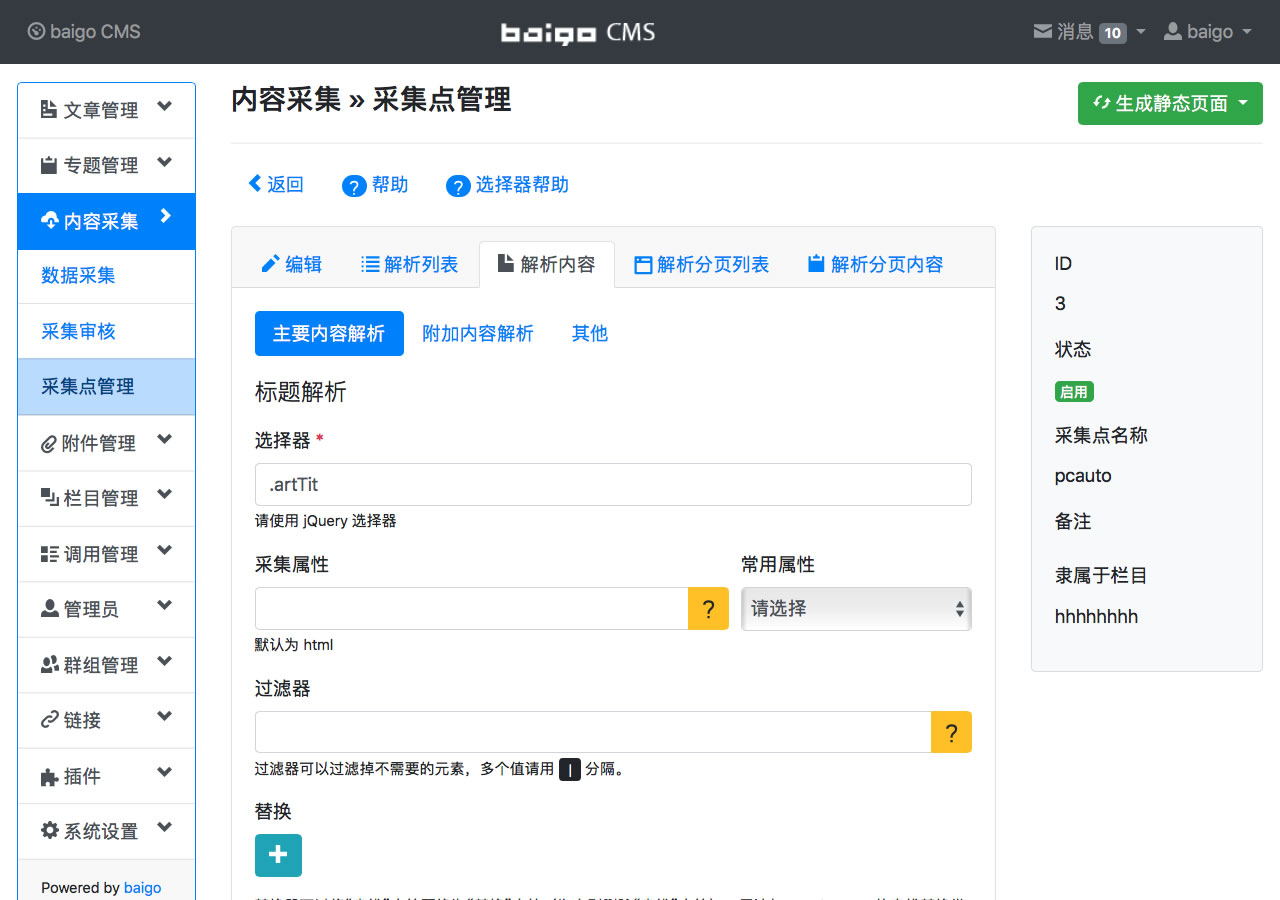 baigo CMS
baigo CMS
消息 10
baigo
文章管理
专题管理
内容采集
数据采集
采集审核
采集点管理
附件管理
栏目管理
调用管理
管理员
群组管理
链接
插件
系统设置
Powered by baigo
内容采集 » 采集点管理
生成静态页面
返回
? 帮助
? 选择器帮助
编辑
解析列表
解析内容
解析分页列表
解析分页内容
主要内容解析
附加内容解析
其他
标题解析
选择器 *
.artTit
请使用 jQuery 选择器
采集属性
常用属性
?
请选择
默认为 html
过滤器
?
过滤器可以过滤掉不需要的元素，多个值请用 | 分隔。
替换
ID
3
状态
启用
采集点名称
pcauto
备注
隶属于栏目
hhhhhhhh